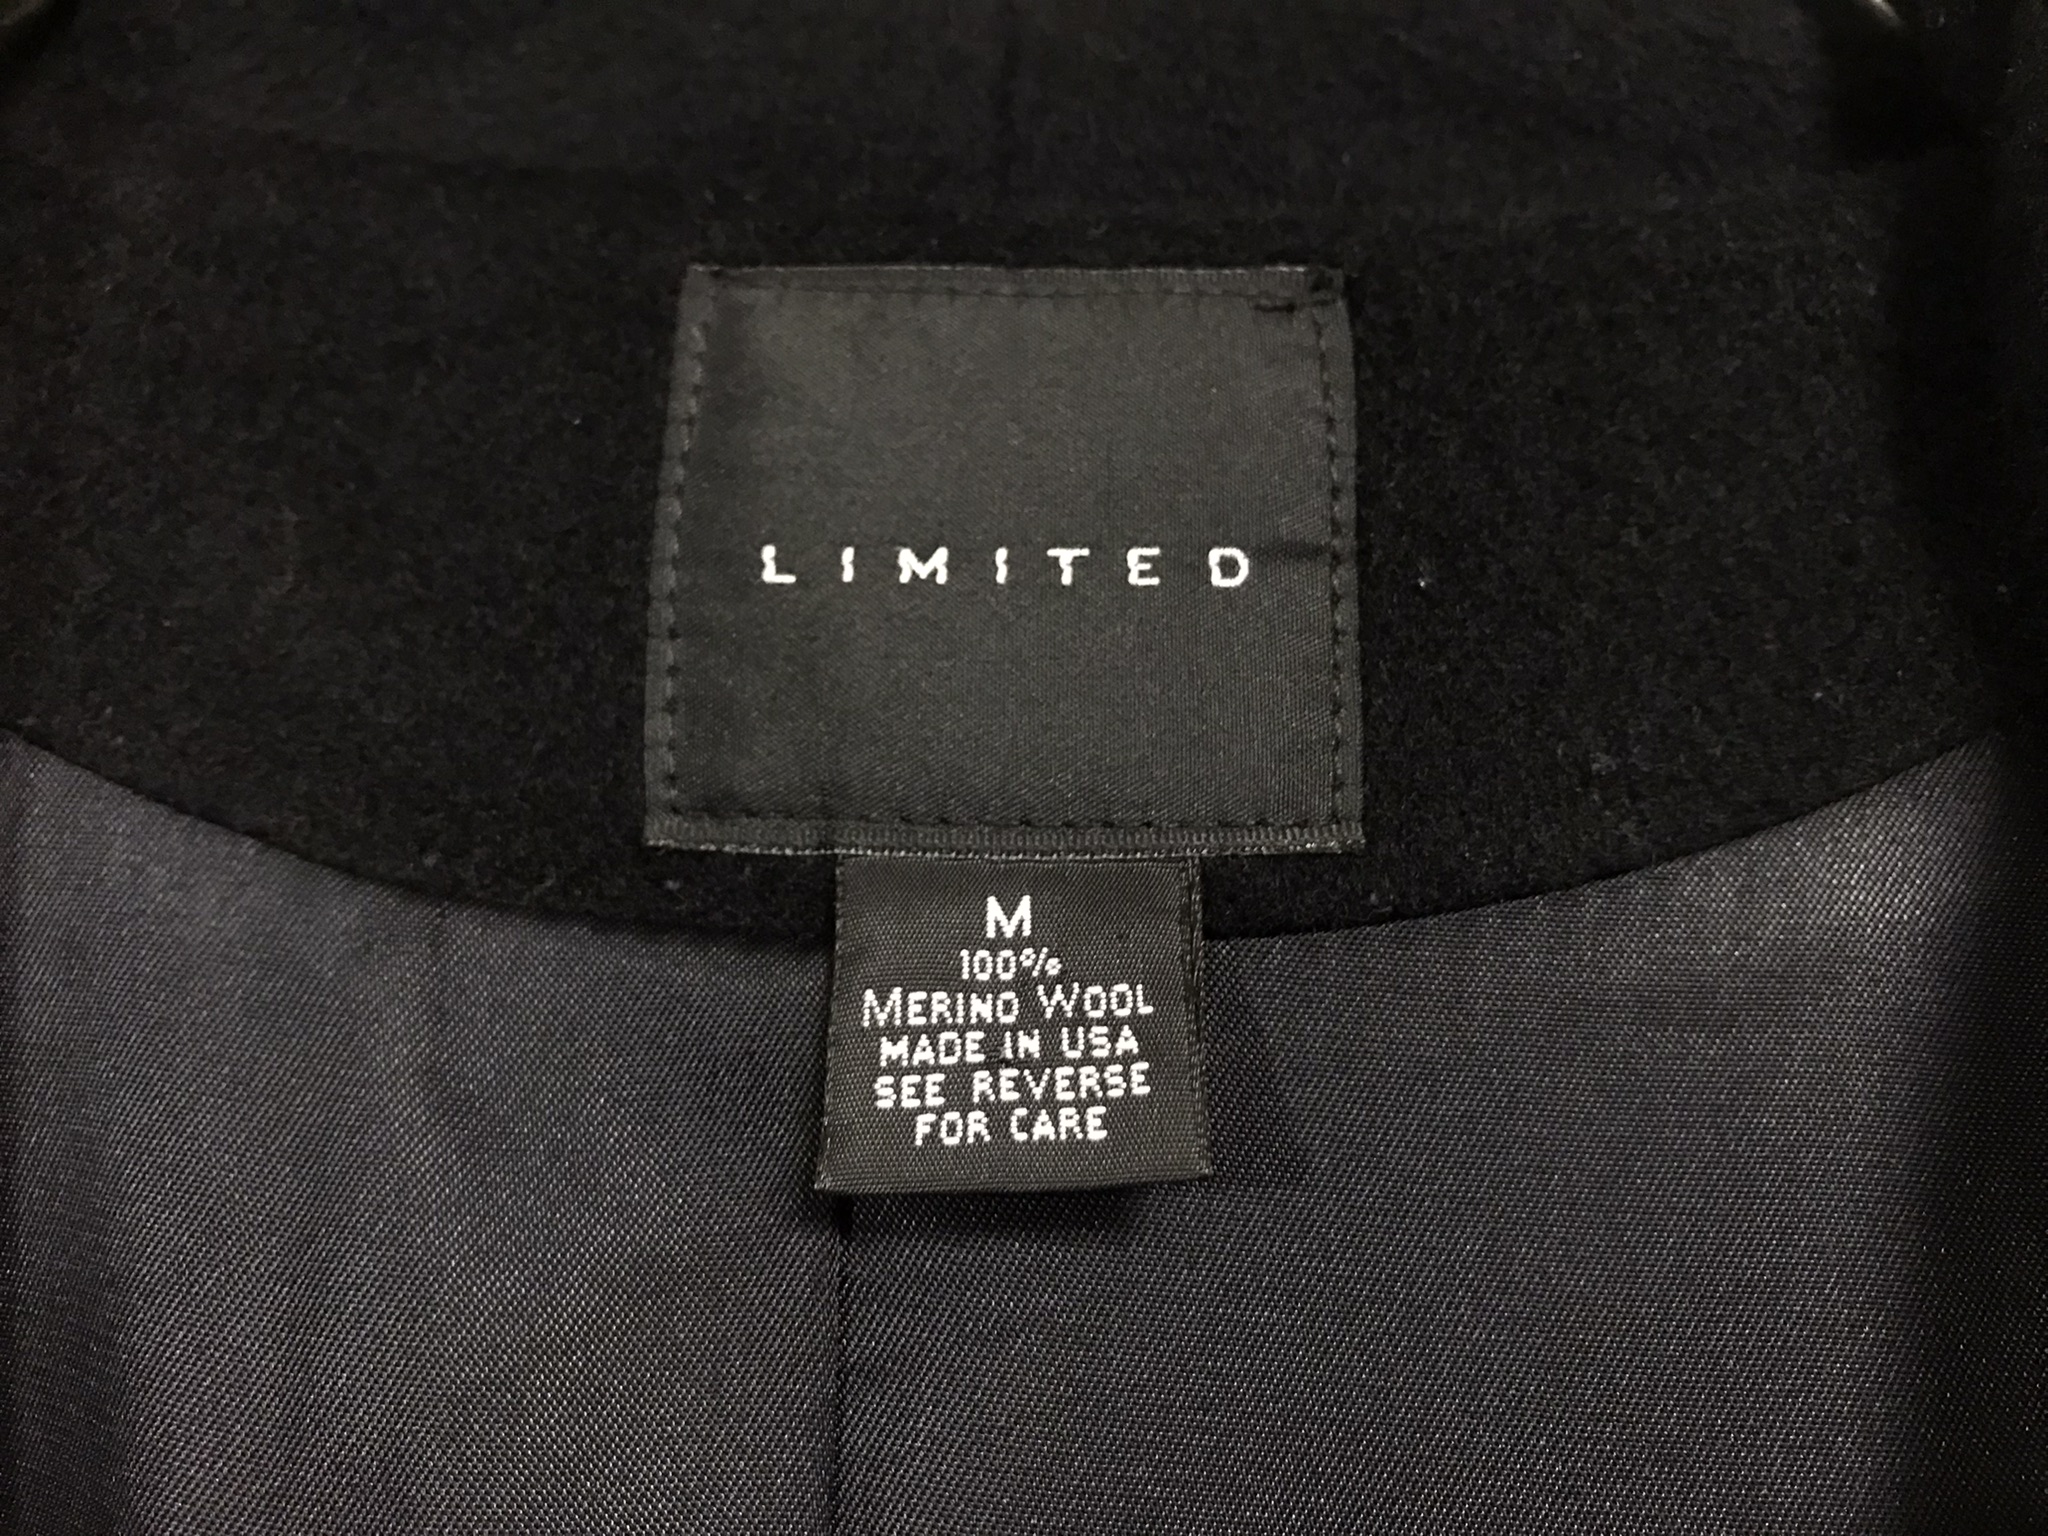 LIMITED
M
100%
MERINO WOOL
MADE IN USA
SEE REVERSE
FOR CARE